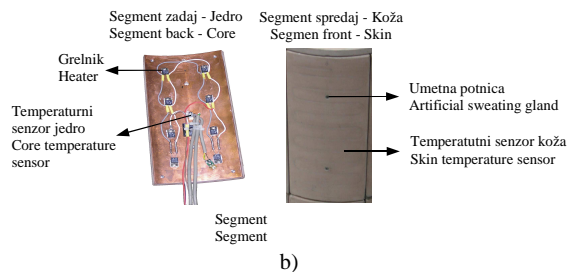 Segment zadaj - Jedro
Segment back - Core
Segment spredaj - Koža
Segmen front - Skin
Grelnik
Heater
Temperaturni
senzor jedro
Core temperature
sensor
Umetna potnica
Artificial sweating gland
Temperatutni senzor koža
Skin temperature sensor
Segment
Segment
b)